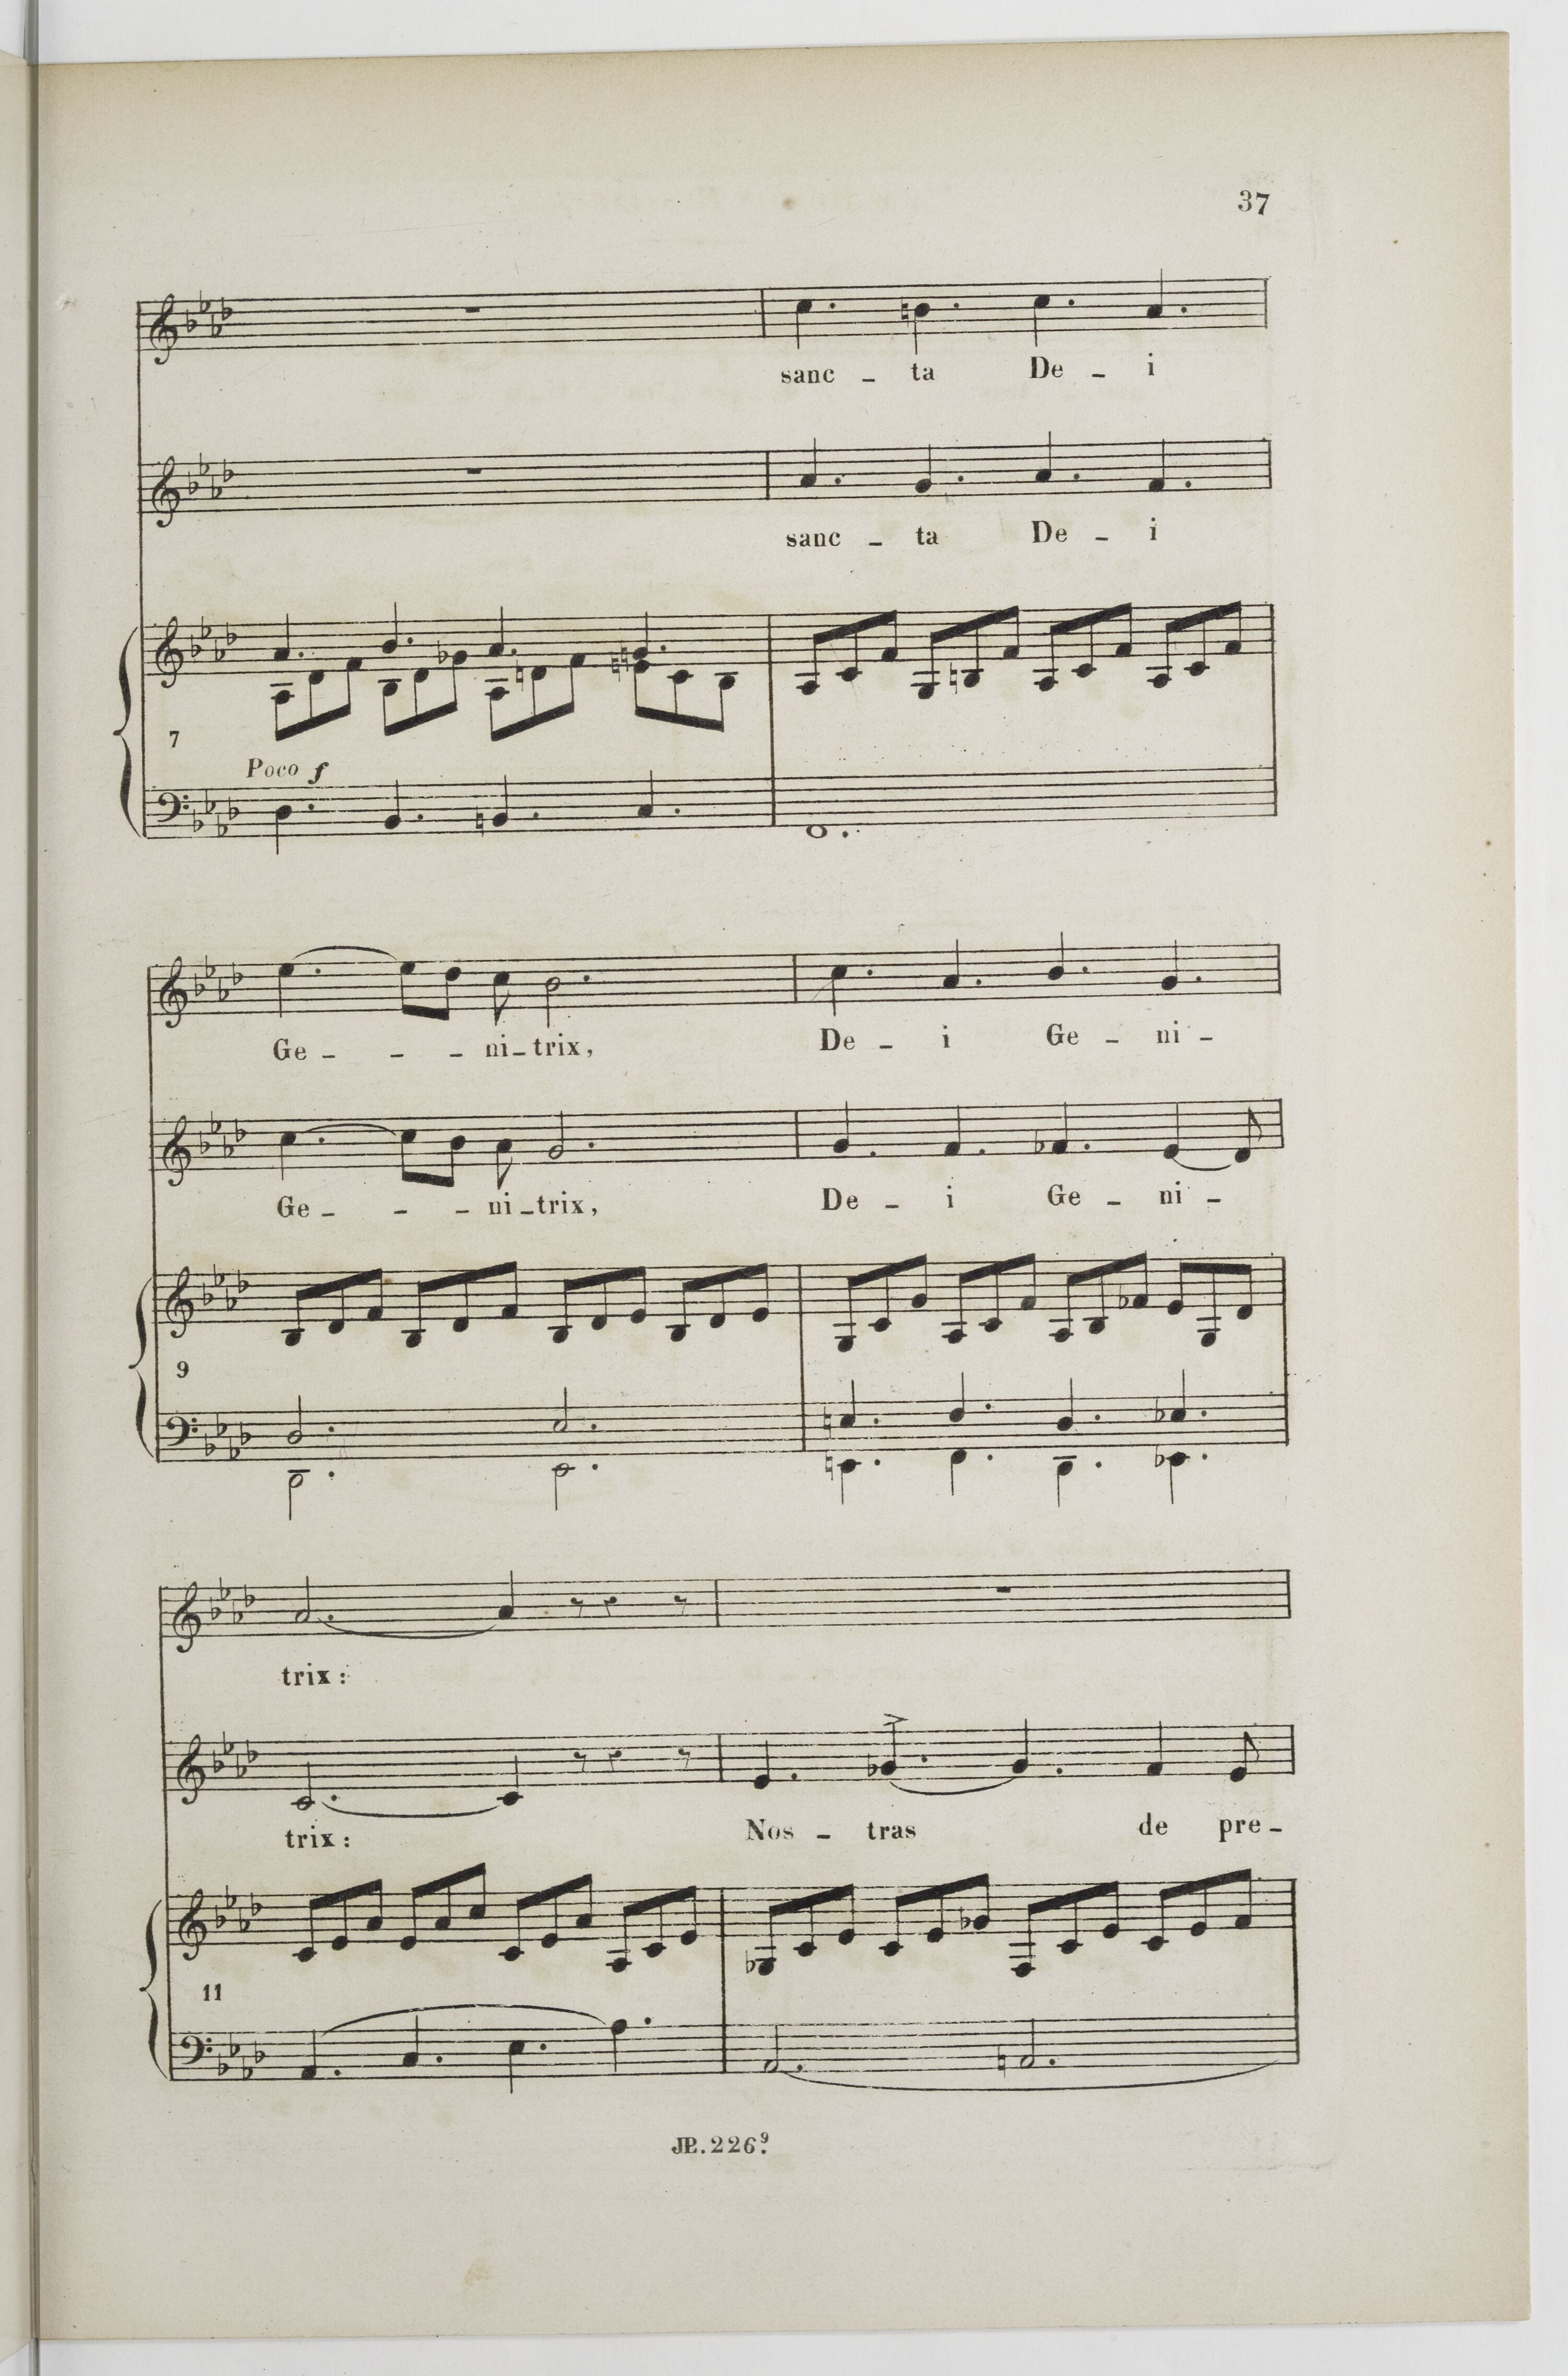 37
sanc - ta De - i
sanc - ta De - i
7
Poco f
Ge - - - ni - trix,
De - i Ge - ni -
Ge - - - ni - trix,
De - i Ge - ni -
9
trix :
trix :
Nos - tras de pre -
11
JP. 226.9